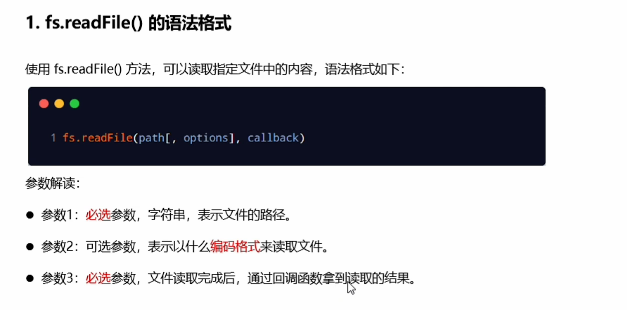 1. fs.readFile() 的语法格式
使用 fs.readFile() 方法，可以读取指定文件中的内容，语法格式如下：
1 fs.readFile(path[, options], callback)
参数解读：
● 参数1：必选参数，字符串，表示文件的路径。
● 参数2：可选参数，表示以什么编码格式来读取文件。
● 参数3：必选参数，文件读取完成后，通过回调函数拿到读取的结果。